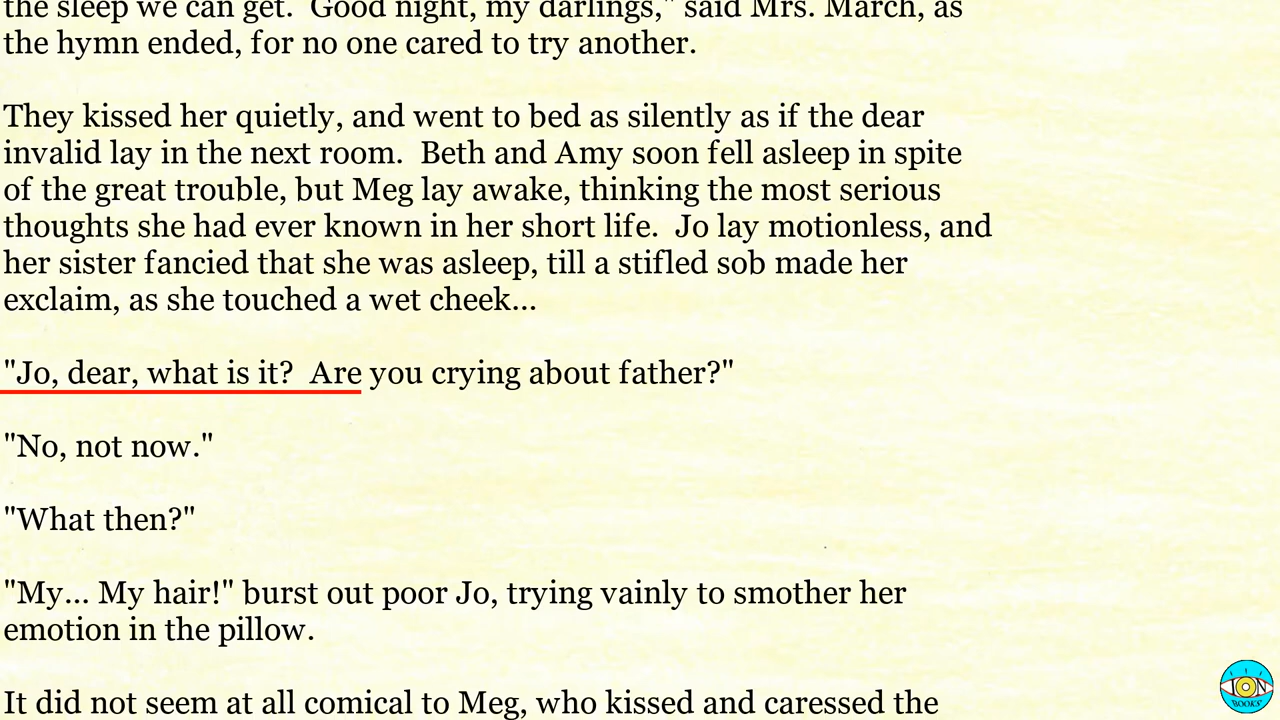 the sleep we can get.  Good night, my darlings," said Mrs. March, as
the hymn ended, for no one cared to try another.
They kissed her quietly, and went to bed as silently as if the dear
invalid lay in the next room.  Beth and Amy soon fell asleep in spite
of the great trouble, but Meg lay awake, thinking the most serious
thoughts she had ever known in her short life.  Jo lay motionless, and
her sister fancied that she was asleep, till a stifled sob made her
exclaim, as she touched a wet cheek...
"Jo, dear, what is it?  Are you crying about father?"
"No, not now."
"What then?"
"My... My hair!" burst out poor Jo, trying vainly to smother her
emotion in the pillow.
It did not seem at all comical to Meg, who kissed and caressed the
ION
BOOKS